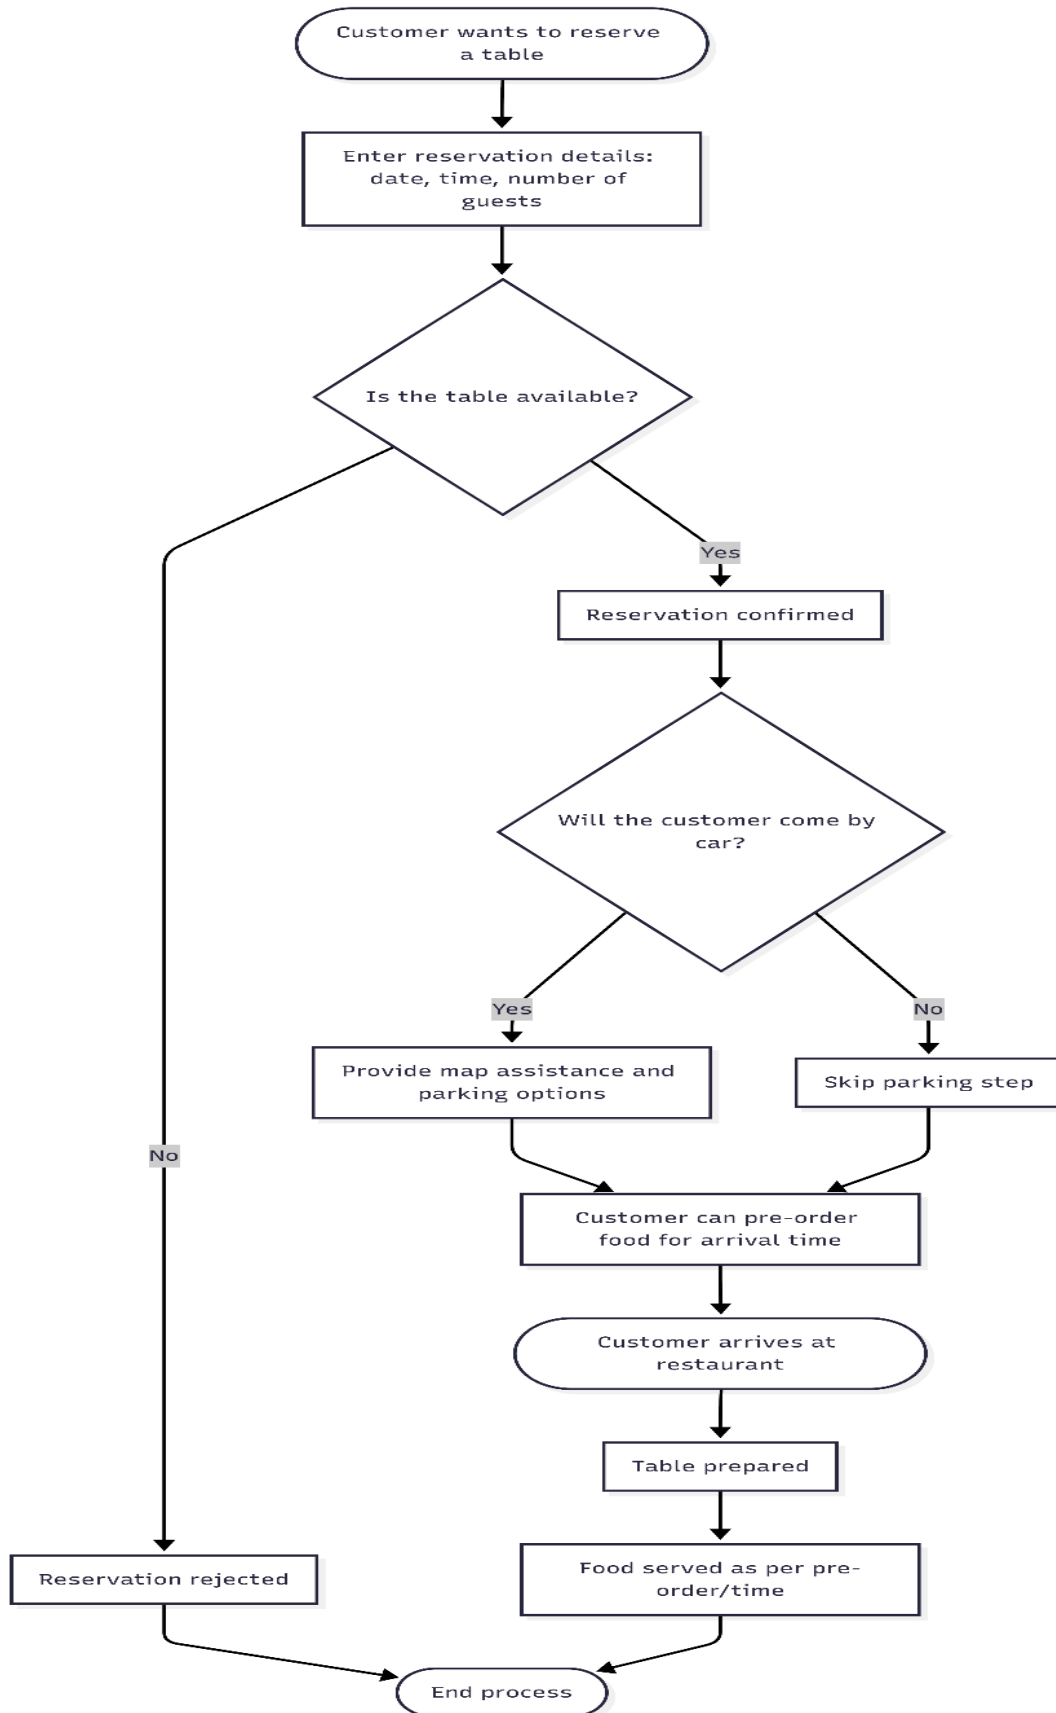 Customer wants to reserve
a table
Enter reservation details:
date, time, number of
guests
Is the table available?
Yes
Reservation confirmed
Will the customer come by
car?
Yes
No
Provide map assistance and
parking options
Skip parking step
No
Customer can pre-order
food for arrival time
Customer arrives at
restaurant
Table prepared
Food served as per pre-
order/time
Reservation rejected
End process